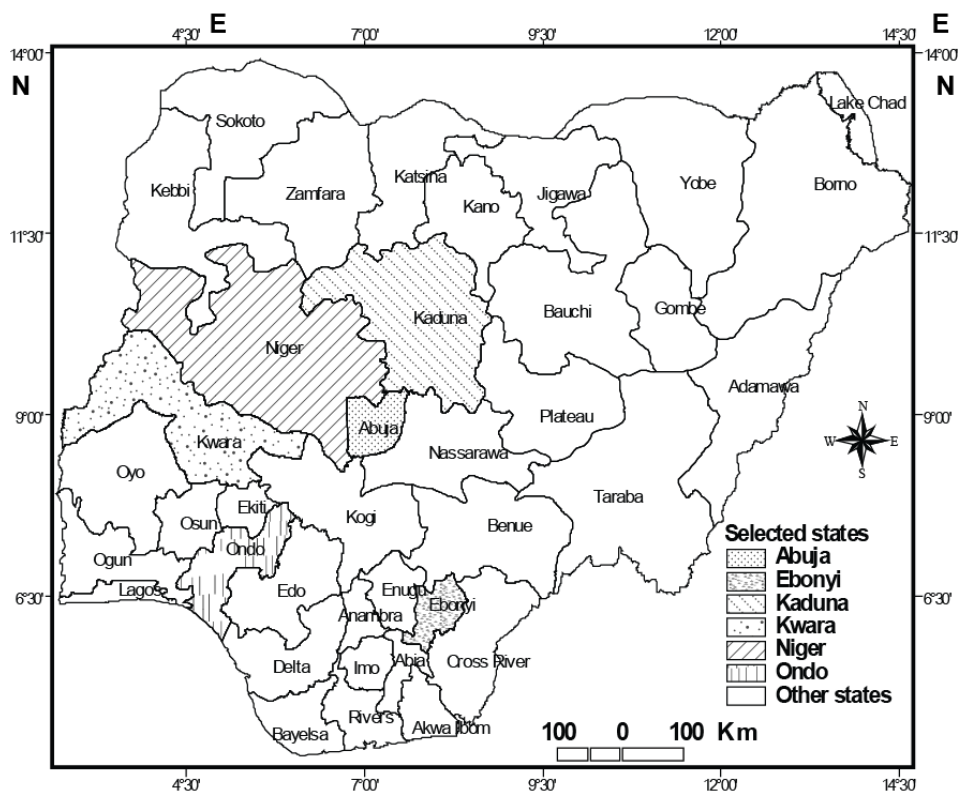 E E
4°30' 7°00' 9°30' 12°00' 14°30'
14°00' 14°00'
N N
Lake Chad
Sokoto
Katsina
Kebbi Zamfara Jigawa Yobe Borno
Kano
11°30' 11°30'
Bauchi Gombe
Kaduna
Niger
Adamawa
9°00' Abuja Plateau N 9°00'
Kwara W E
Nassarawa S
Oyo
Taraba
Ekiti Kogi
Osun Benue
Selected states
Ondo Abuja
Ogun
Ebonyi
Lagos Edo Enugu
6°30' Ebonyi Kaduna 6°30'
Anambra
Kwara
Niger
Delta Imo Abia Cross River
Ondo
Other states
Rivers
Bayelsa Akwa Ibom
100 0 100 Km
4°30' 7°00' 9°30' 12°00' 14°30'